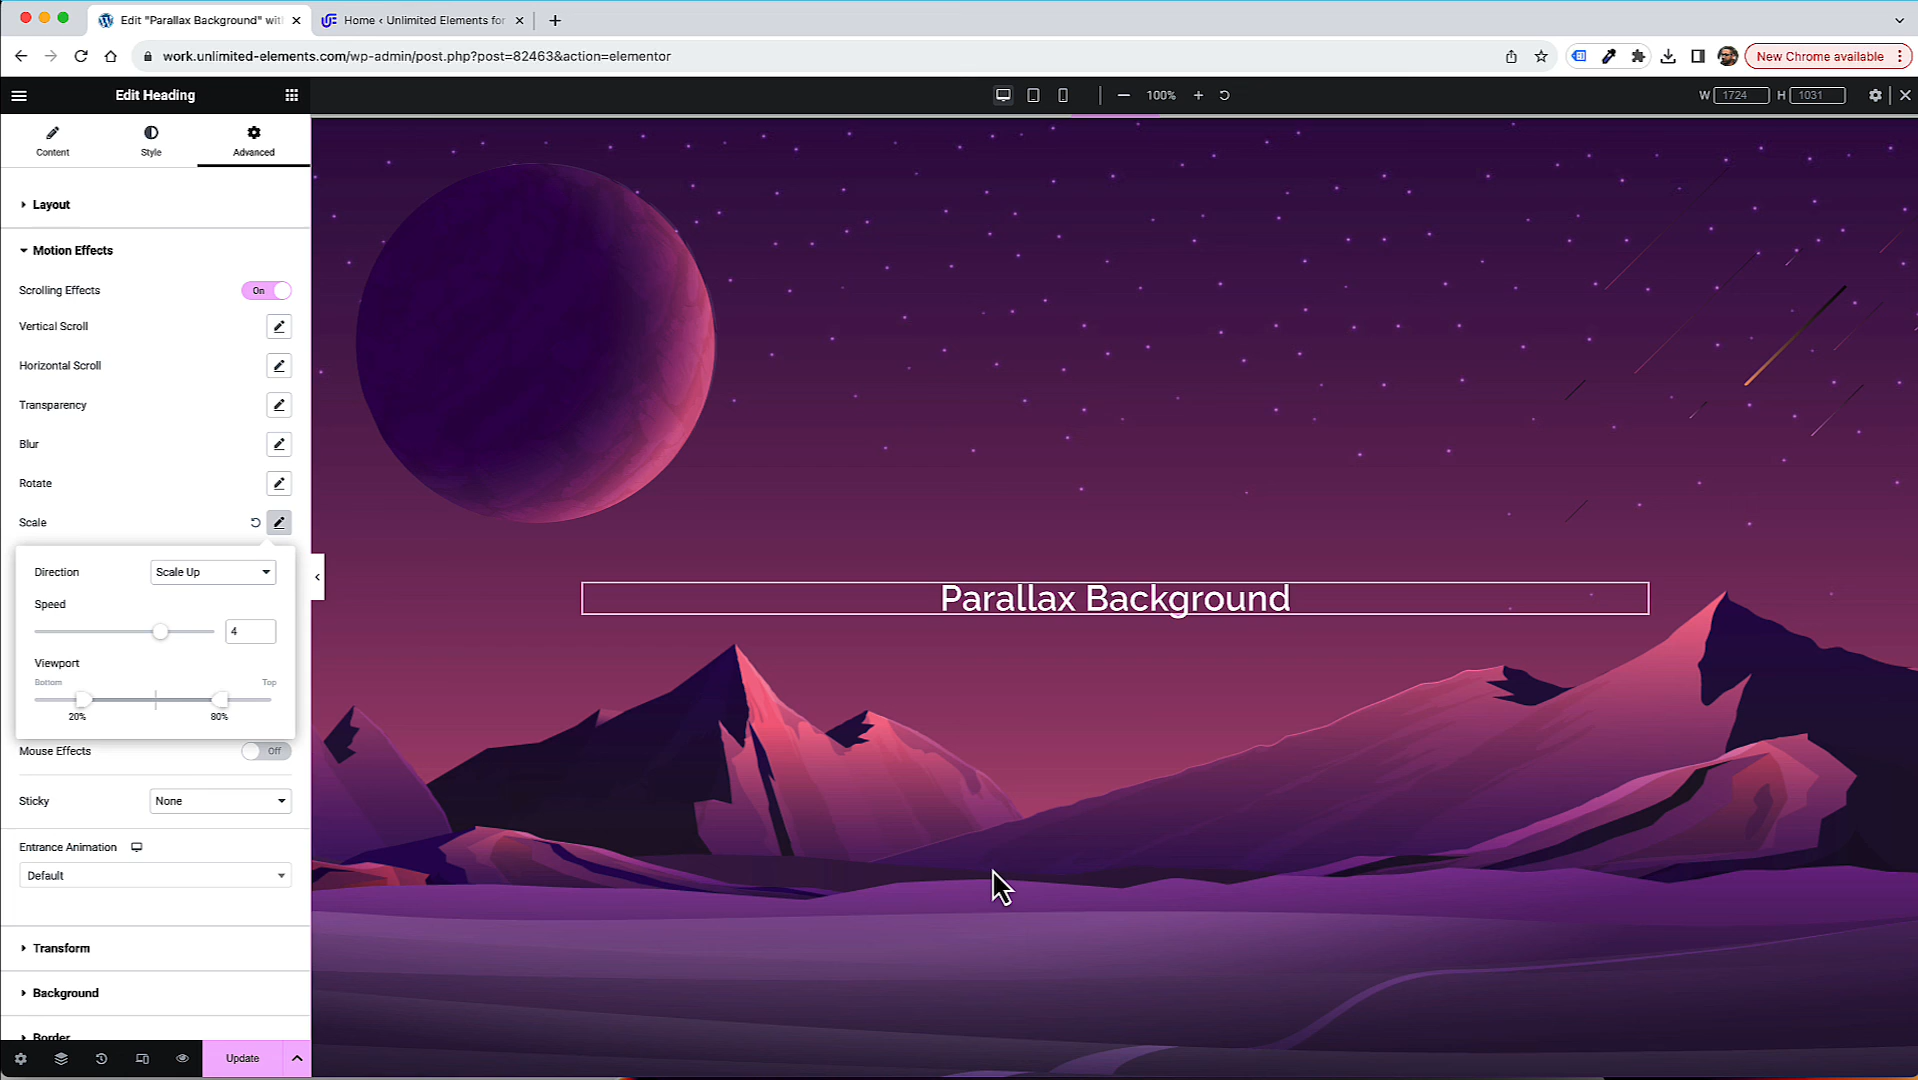 Edit "Parallax Background" wit
Home ‹ Unlimited Elements for
work.unlimited-elements.com/wp-admin/post.php?post=82463&action=elementor
New Chrome available
Edit Heading
100%
W 1724 H 1031
Content
Style
Advanced
Layout
Motion Effects
Scrolling Effects
On
Vertical Scroll
Horizontal Scroll
Transparency
Blur
Rotate
Scale
Direction
Scale Up
Speed
4
Viewport
Bottom
Top
20%
80%
Mouse Effects
Off
Sticky
None
Entrance Animation
Default
Transform
Background
Border
Update
Parallax Background